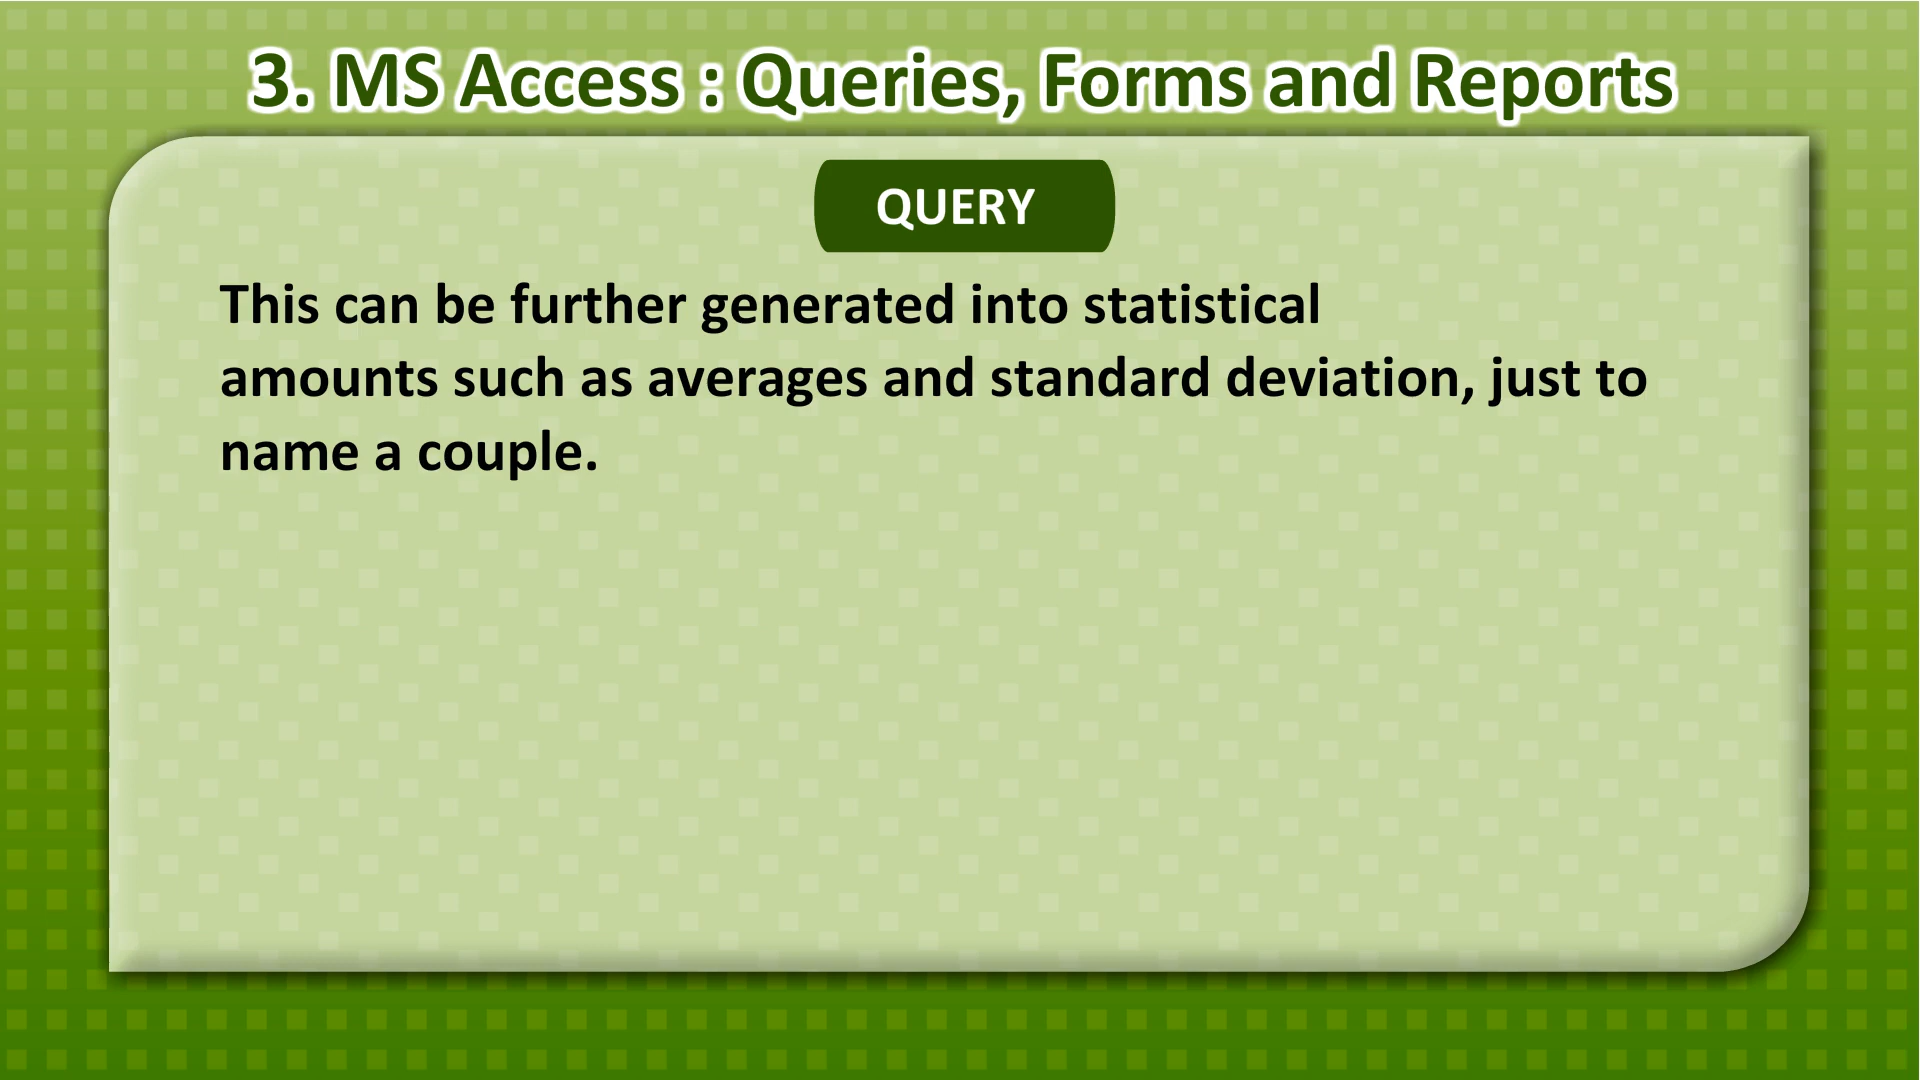 3. MS Access : Queries, Forms and Reports
QUERY
This can be further generated into statistical
amounts such as averages and standard deviation, just to
name a couple.